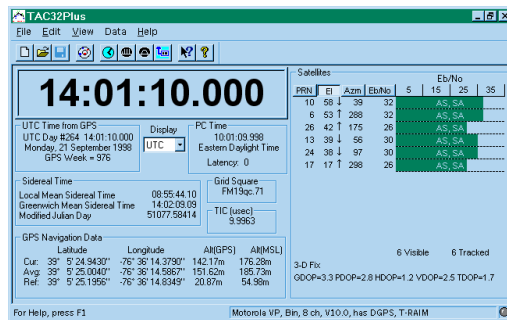 TAC32Plus
File Edit View Data Help
14:01:10.000
UTC Time from GPS
UTC Day #264 14:01:10.000
Monday, 21 September 1998
GPS Week = 976
Display
UTC
PC Time
10:01:09.998
Eastern Daylight Time
Latency: 0
Sidereal Time
Local Mean Sidereal Time 08:55:44.10
Greenwich Mean Sidereal Time 14:02:09.09
Modified Julian Day 51077.58414
Grid Square
FM19qc.71
TIC (usec)
9.9963
GPS Navigation Data
Latitude Longitude Alt(GPS) Alt(MSL)
Cur: 39° 5' 24.9430" -76° 36' 14.3790" 142.17m 176.28m
Avg: 39° 5' 25.0040" -76° 36' 14.5867" 151.62m 185.73m
Ref: 39° 5' 25.1956" -76° 36' 14.8349" 20.87m 54.98m
Satellites
Eb/No
PRN El Azm Eb/No 5 15 25 35
10 58 ↓ 39 32 AS, SA
6 53 ↑ 288 32 AS, SA
26 42 ↑ 175 26 AS, SA
13 39 ↓ 56 30 AS, SA
24 38 ↓ 97 30 AS, SA
17 17 ↑ 298 26 AS, SA
6 Visible 6 Tracked
3-D Fix
GDOP=3.3 PDOP=2.8 HDOP=1.2 VDOP=2.5 TDOP=1.7
For Help, press F1
Motorola VP, Bin, 8 ch, V10.0, has DGPS, T-RAIM